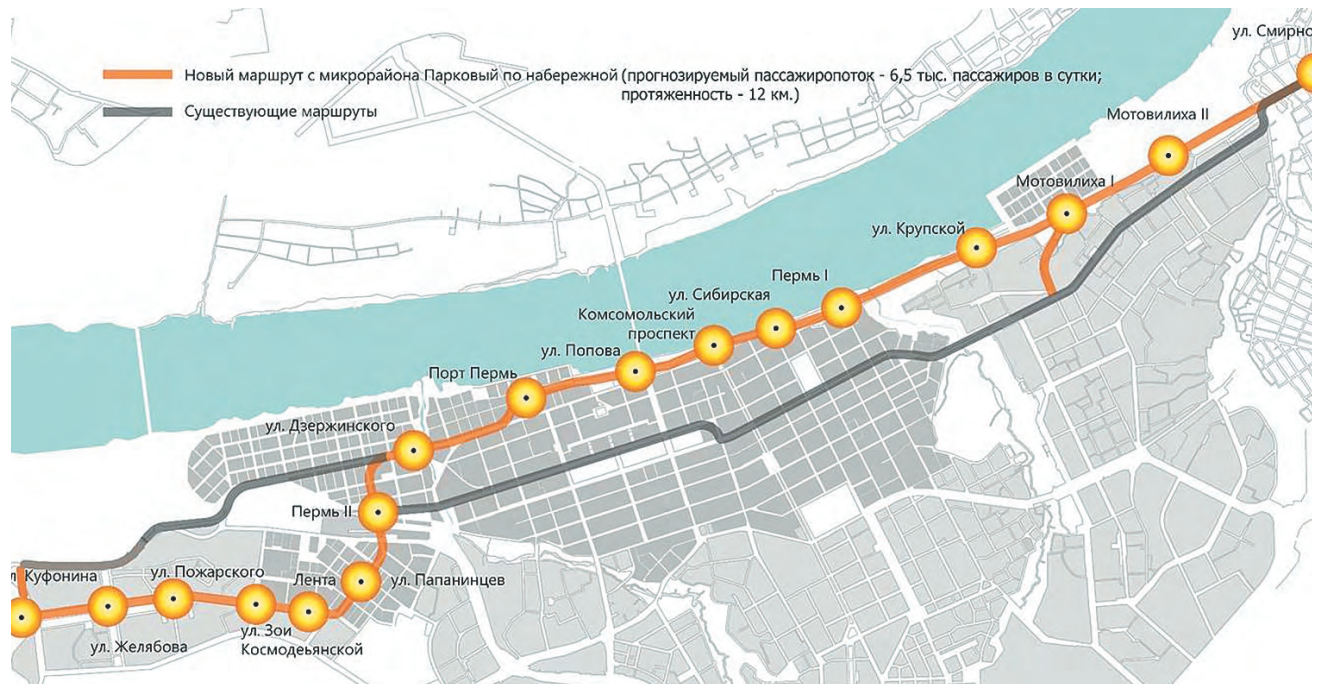 ул. Смирно
Новый маршрут с микрорайона Парковый по набережной (прогнозируемый пассажиропоток - 6,5 тыс. пассажиров в сутки;
протяженность - 12 км.)
Существующие маршруты
Мотовилиха II
Мотовилиха I
ул. Крупской
Пермь I
ул. Сибирская
Комсомольский
проспект
ул. Попова
Порт Пермь
ул. Дзержинского
Пермь II
л. Куфонина
ул. Пожарского
Лента
ул. Папанинцев
ул. Зои
Космодеьянской
ул. Желябова